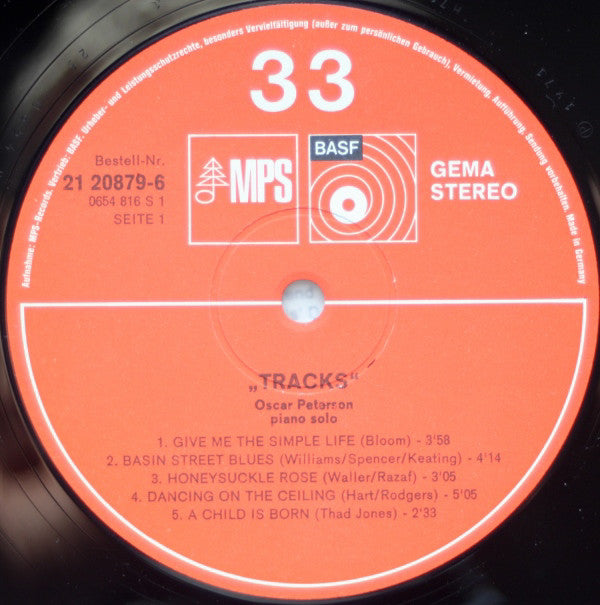 Aufnahme: MPS-Records. Vertrieb: BASF. Urheber- und Leistungsschutzrechte, besonders Vervielfältigung (außer zum persönlichen Gebrauch), Vermietung, Aufführung, Sendung vorbehalten. Made in Germany
33
Bestell-Nr.
21 20879-6
0654 816 S 1
SEITE 1
MPS
BASF
GEMA
STEREO
„TRACKS“
Oscar Peterson
piano solo
1. GIVE ME THE SIMPLE LIFE (Bloom) - 3'58
2. BASIN STREET BLUES (Williams/Spencer/Keating) - 4'14
3. HONEYSUCKLE ROSE (Waller/Razaf) - 3'05
4. DANCING ON THE CEILING (Hart/Rodgers) - 5'05
5. A CHILD IS BORN (Thad Jones) - 2'33